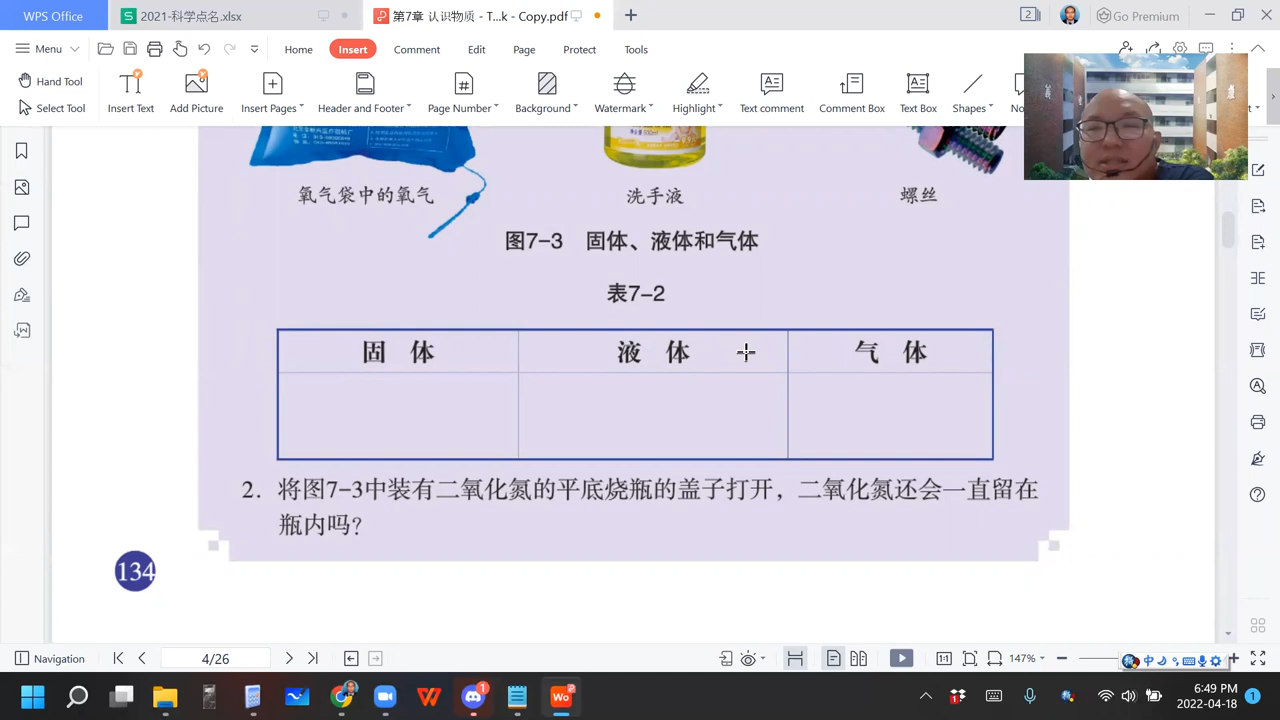 WPS Office
2021-科学点名.xlsx
第7章 认识物质 - T...k - Copy.pdf
2
Go Premium
Menu
Home
Insert
Comment
Edit
Page
Protect
Tools
Hand Tool
Select Tool
Insert Text
Add Picture
Insert Pages
Header and Footer
Page Number
Background
Watermark
Highlight
Text comment
Comment Box
Text Box
Shapes
No
氧气袋中的氧气
洗手液
螺丝
图7-3 固体、液体和气体
表7-2
固 体
液 体
气 体
2. 将图7-3中装有二氧化氮的平底烧瓶的盖子打开，二氧化氮还会一直留在
瓶内吗?
134
Navigation
4/26
147%
中
6:49 PM
2022-04-18